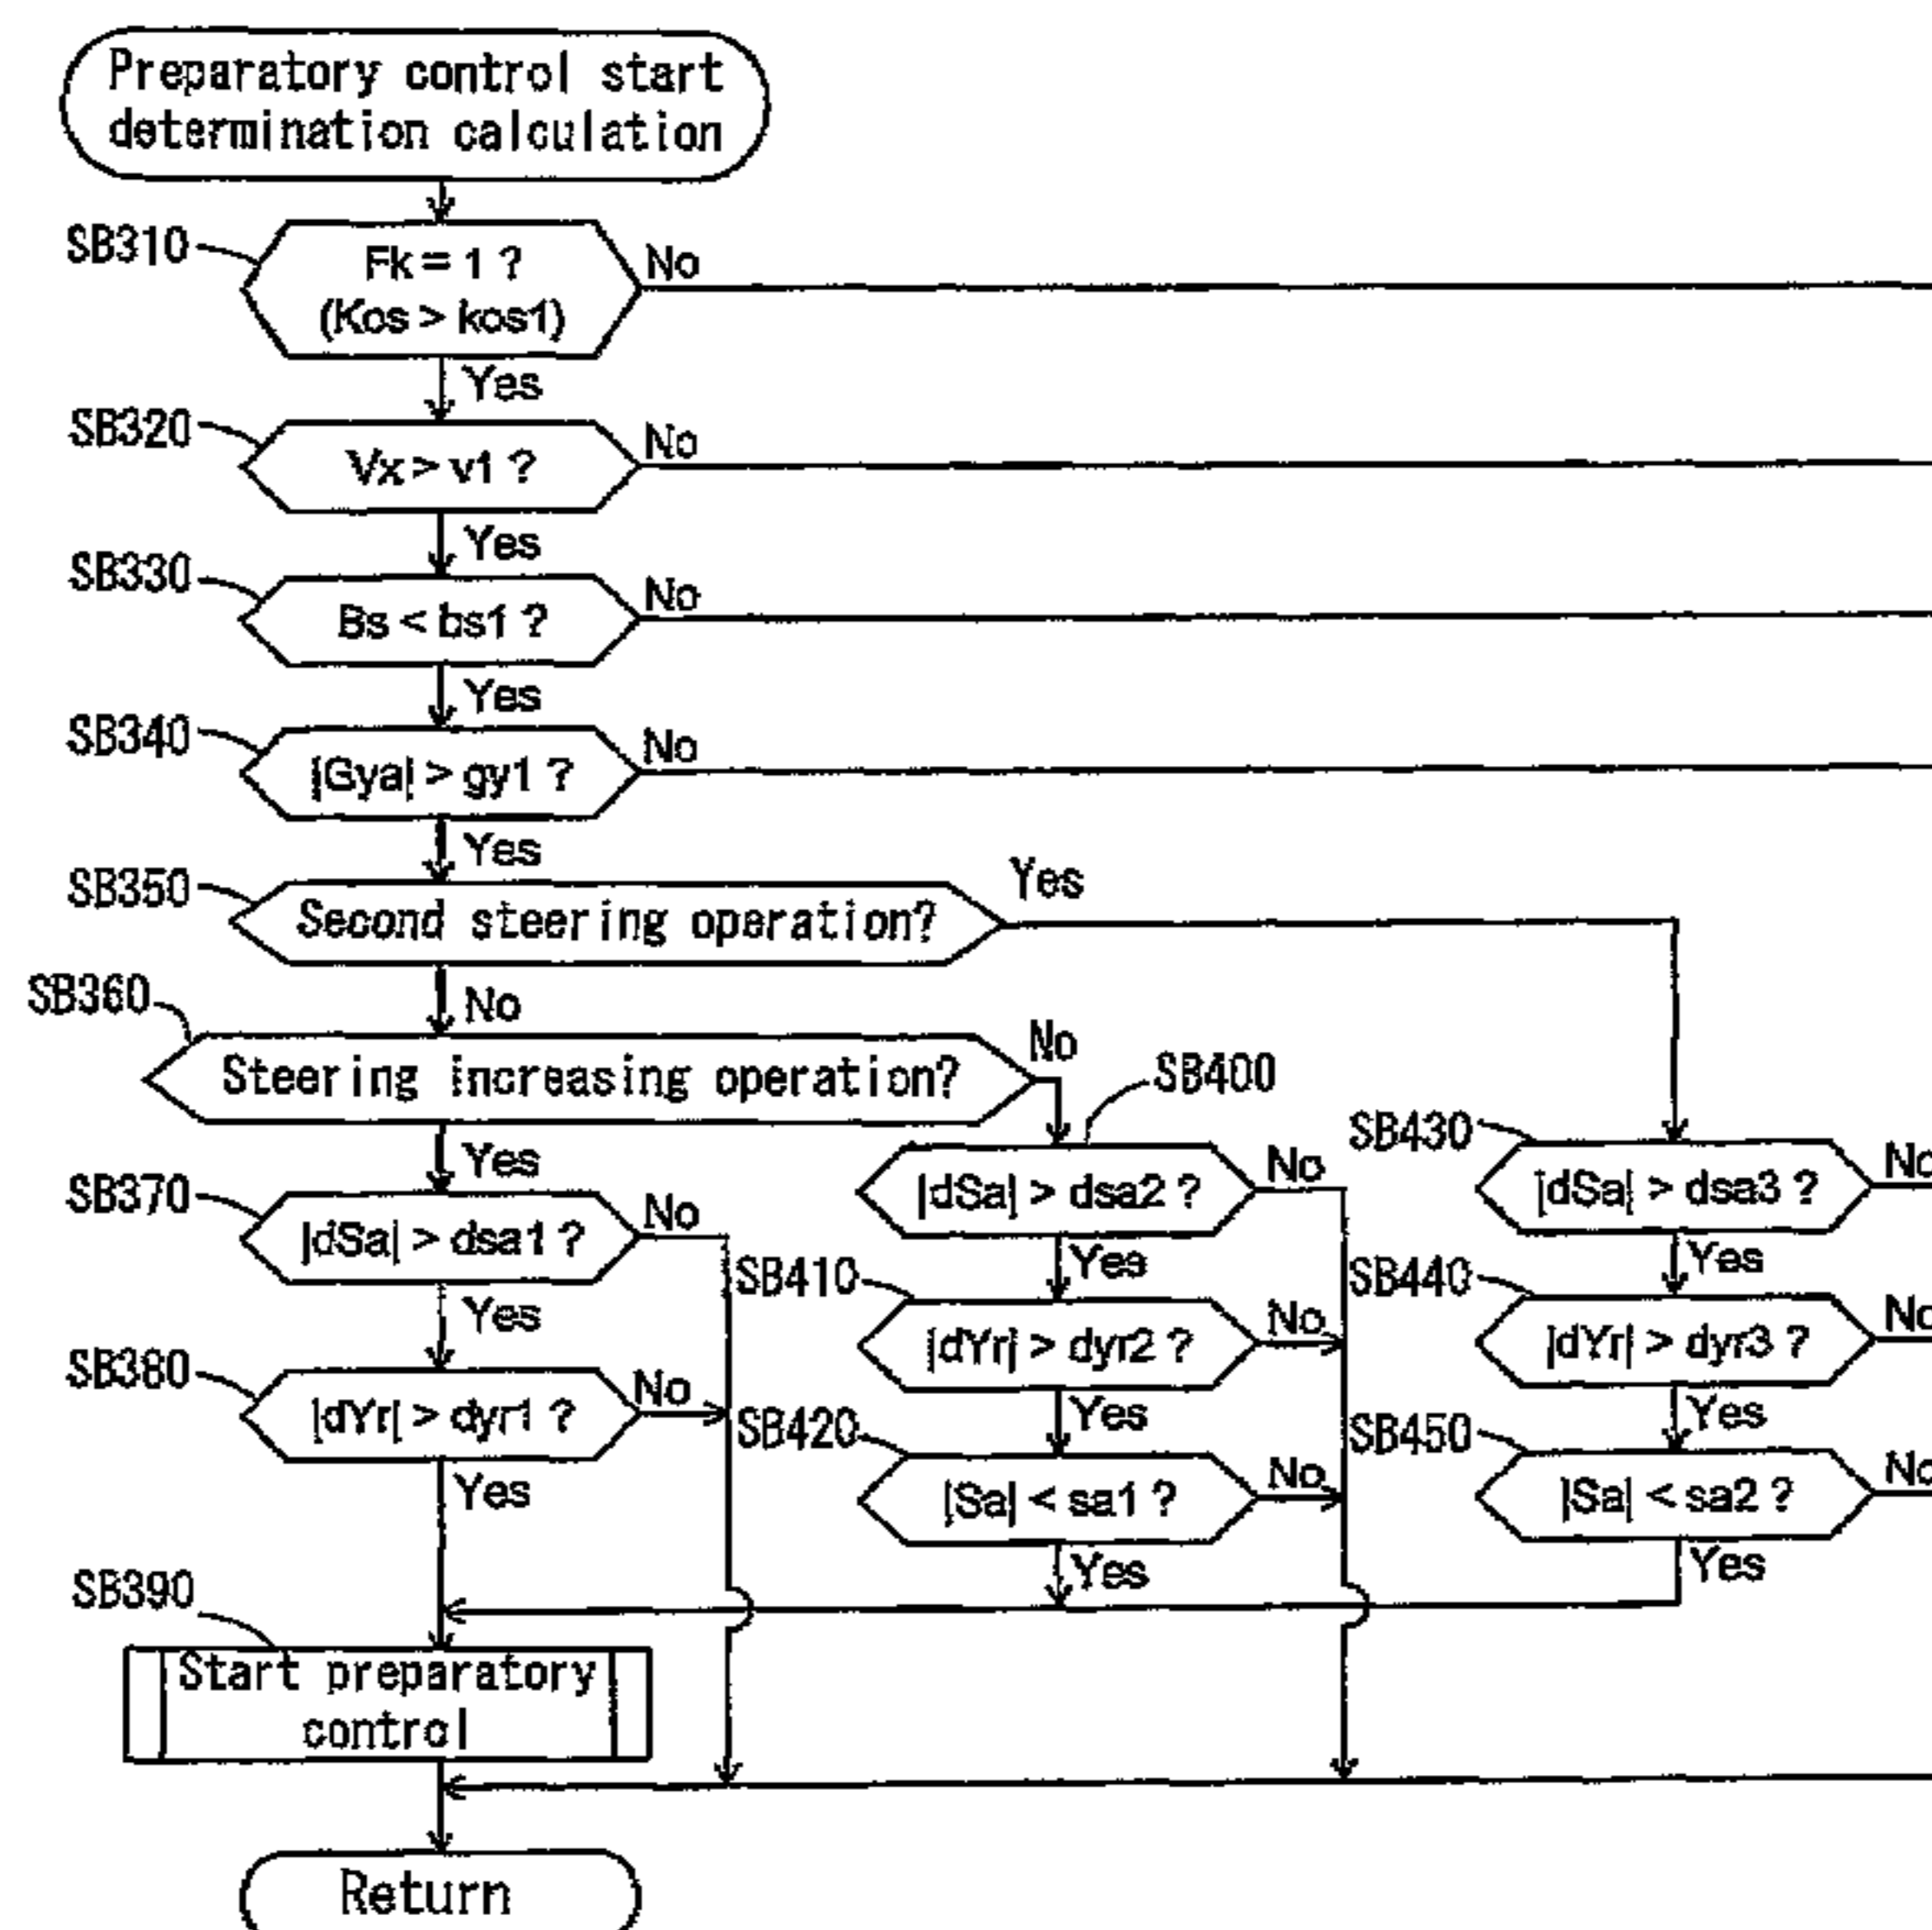 Preparatory control start
determination calculation
SB310
Fk = 1 ?
(Kos > kos1)
No
Yes
SB320
Vx > v1 ?
No
Yes
SB330
Bs < bs1 ?
No
Yes
SB340
|Gya| > gy1 ?
No
Yes
SB350
Second steering operation?
Yes
No
SB360
Steering increasing operation?
No
Yes
SB370
|dSa| > dsa1 ?
No
Yes
SB380
|dYr| > dyr1 ?
No
Yes
SB400
|dSa| > dsa2 ?
No
Yes
SB410
|dYr| > dyr2 ?
No
Yes
SB420
|Sa| < sa1 ?
No
Yes
SB430
|dSa| > dsa3 ?
No
Yes
SB440
|dYr| > dyr3 ?
No
Yes
SB450
|Sa| < sa2 ?
No
Yes
SB390
Start preparatory
control
Return